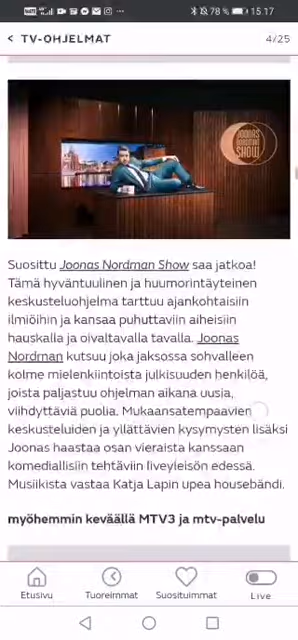 78 % 15.17
< TV-OHJELMAT 4/25
JOONAS
NORDMAN
SHOW
Suosittu Joonas Nordman Show saa jatkoa!
Tämä hyväntuulinen ja huumorintäyteinen
keskusteluohjelma tarttuu ajankohtaisiin
ilmiöihin ja kansaa puhuttaviin aiheisiin
hauskalla ja oivaltavalla tavalla. Joonas
Nordman kutsuu joka jaksossa sohvalleen
kolme mielenkiintoista julkisuuden henkilöä,
joista paljastuu ohjelman aikana uusia,
viihdyttäviä puolia. Mukaansatempaavien
keskusteluiden ja yllättävien kysymysten lisäksi
Joonas haastaa osan vieraista kanssaan
komediallisiin tehtäviin liveyleisön edessä.
Musiikista vastaa Katja Lapin upea housebändi.
myöhemmin keväällä MTV3 ja mtv-palvelu
Etusivu Tuoreimmat Suosituimmat Live